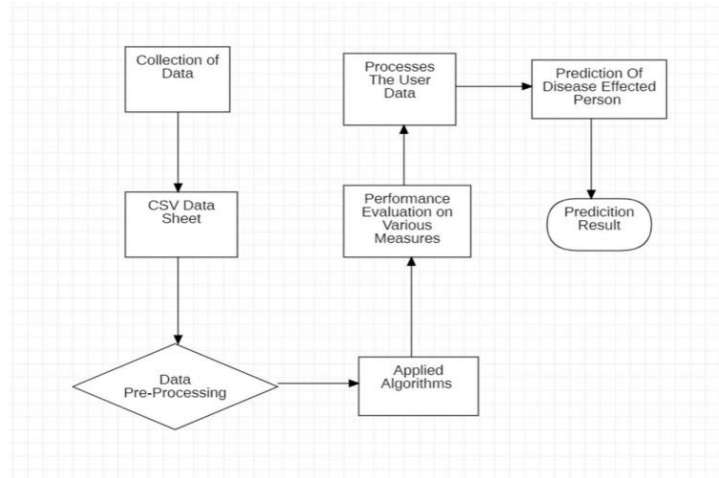 Collection of
Data
CSV Data
Sheet
Data
Pre-Processing
Applied
Algorithms
Performance
Evaluation on
Various
Measures
Processes
The User
Data
Prediction Of
Disease Effected
Person
Predicition
Result